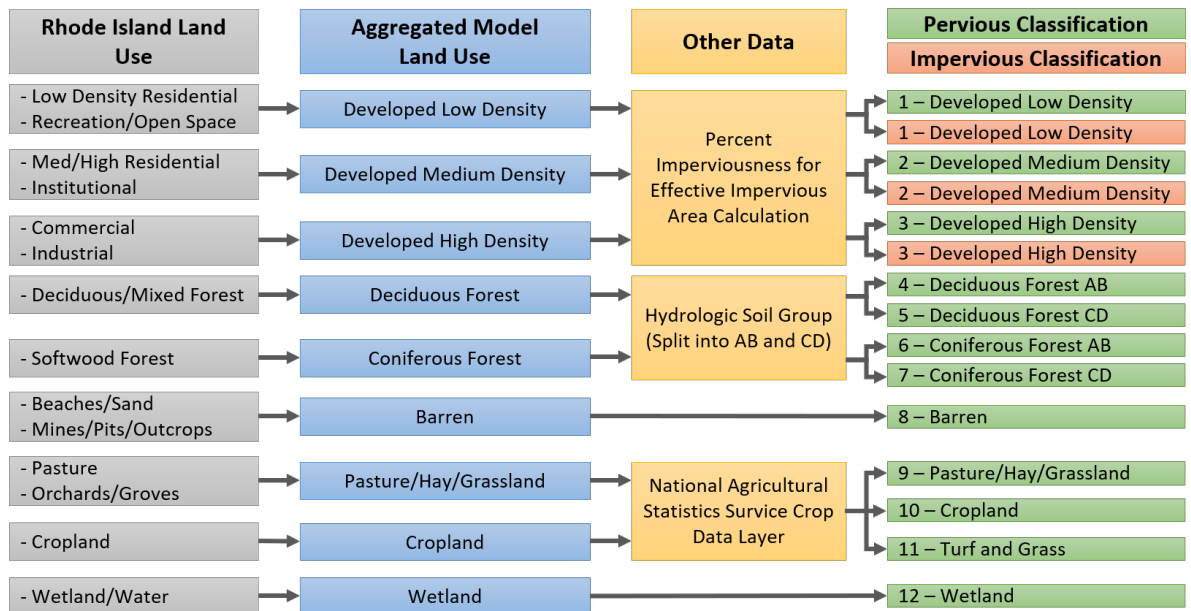 Rhode Island Land
Use
Aggregated Model
Land Use
Other Data
Pervious Classification
Impervious Classification
- Low Density Residential
- Recreation/Open Space
Developed Low Density
Percent
Imperviousness for
Effective Impervious
Area Calculation
1 – Developed Low Density
1 – Developed Low Density
- Med/High Residential
- Institutional
Developed Medium Density
2 – Developed Medium Density
2 – Developed Medium Density
- Commercial
- Industrial
Developed High Density
3 – Developed High Density
3 – Developed High Density
- Deciduous/Mixed Forest
Deciduous Forest
Hydrologic Soil Group
(Split into AB and CD)
4 – Deciduous Forest AB
5 – Deciduous Forest CD
- Softwood Forest
Coniferous Forest
6 – Coniferous Forest AB
7 – Coniferous Forest CD
- Beaches/Sand
- Mines/Pits/Outcrops
Barren
8 – Barren
- Pasture
- Orchards/Groves
Pasture/Hay/Grassland
National Agricultural
Statistics Survice Crop
Data Layer
9 – Pasture/Hay/Grassland
10 – Cropland
- Cropland
Cropland
11 – Turf and Grass
- Wetland/Water
Wetland
12 – Wetland